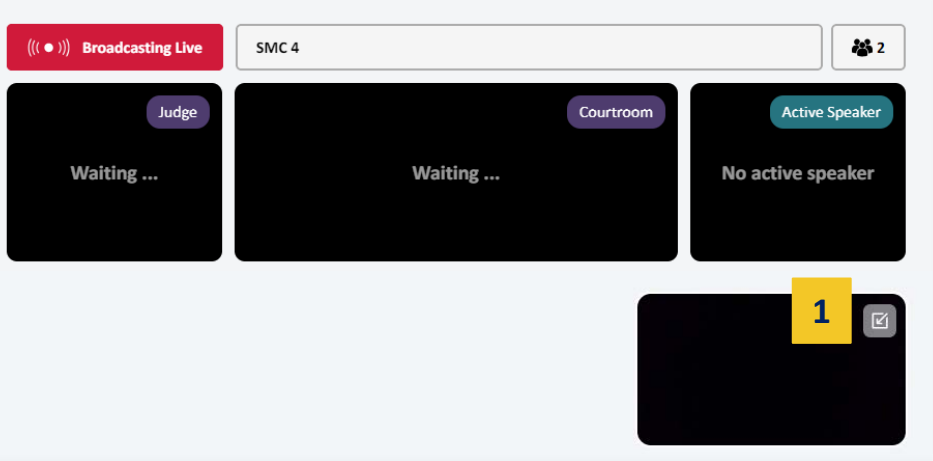 Broadcasting Live
SMC 4
2
Judge
Courtroom
Active Speaker
Waiting ...
Waiting ...
No active speaker
1